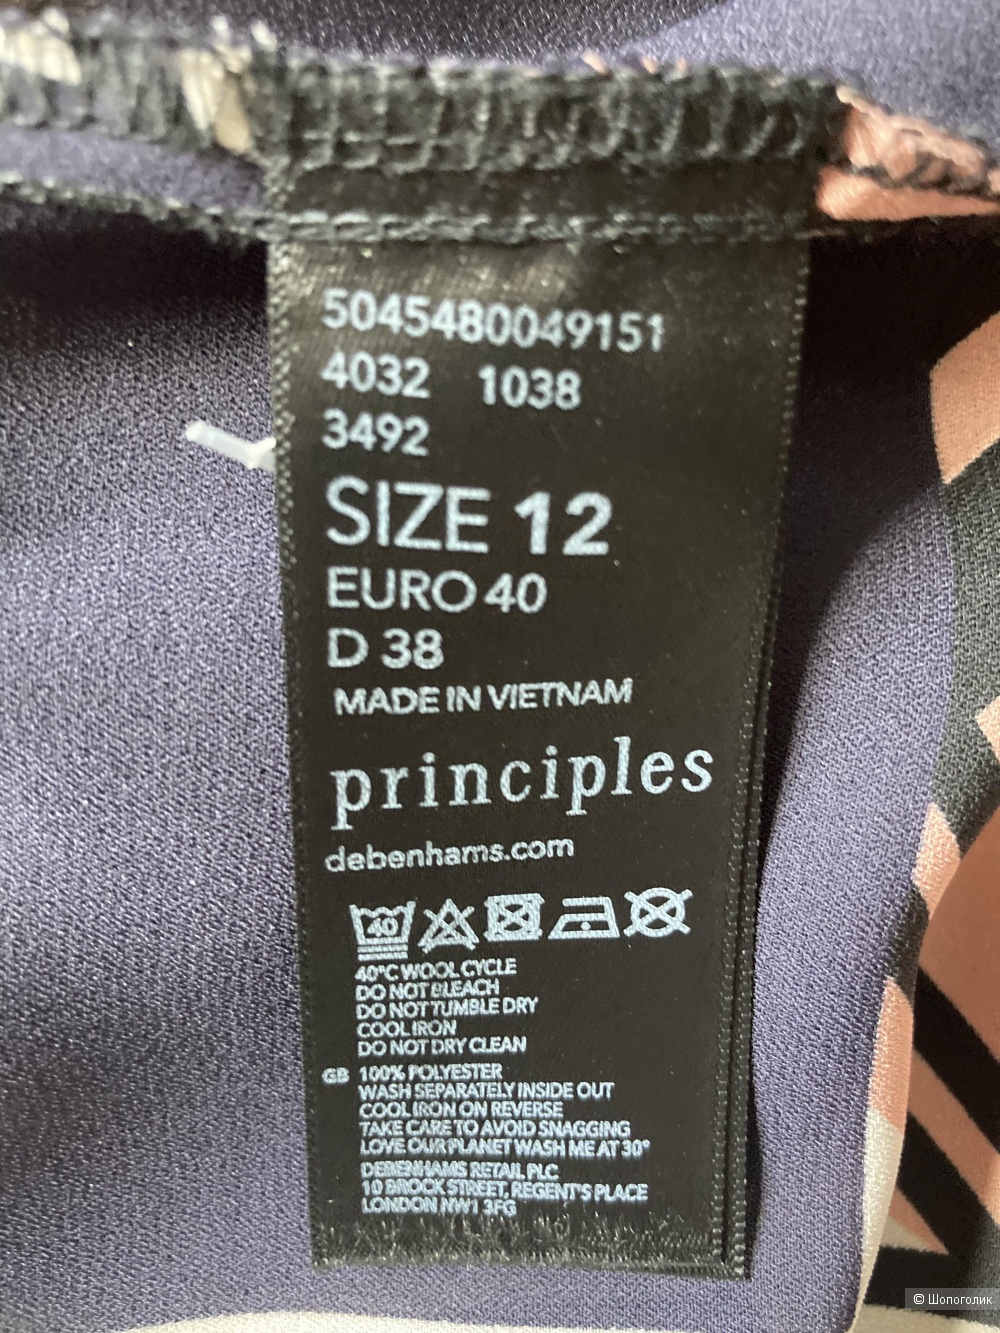 5045480049151
4032 1038
3492
SIZE 12
EURO 40
D 38
MADE IN VIETNAM
principles
debenhams.com
40
40°C WOOL CYCLE
DO NOT BLEACH
DO NOT TUMBLE DRY
COOL IRON
DO NOT DRY CLEAN
GB 100% POLYESTER
WASH SEPARATELY INSIDE OUT
COOL IRON ON REVERSE
TAKE CARE TO AVOID SNAGGING
LOVE OUR PLANET WASH ME AT 30°
DEBENHAMS RETAIL PLC
10 BROCK STREET, REGENT'S PLACE
LONDON NW1 3FG
© Шопоголик